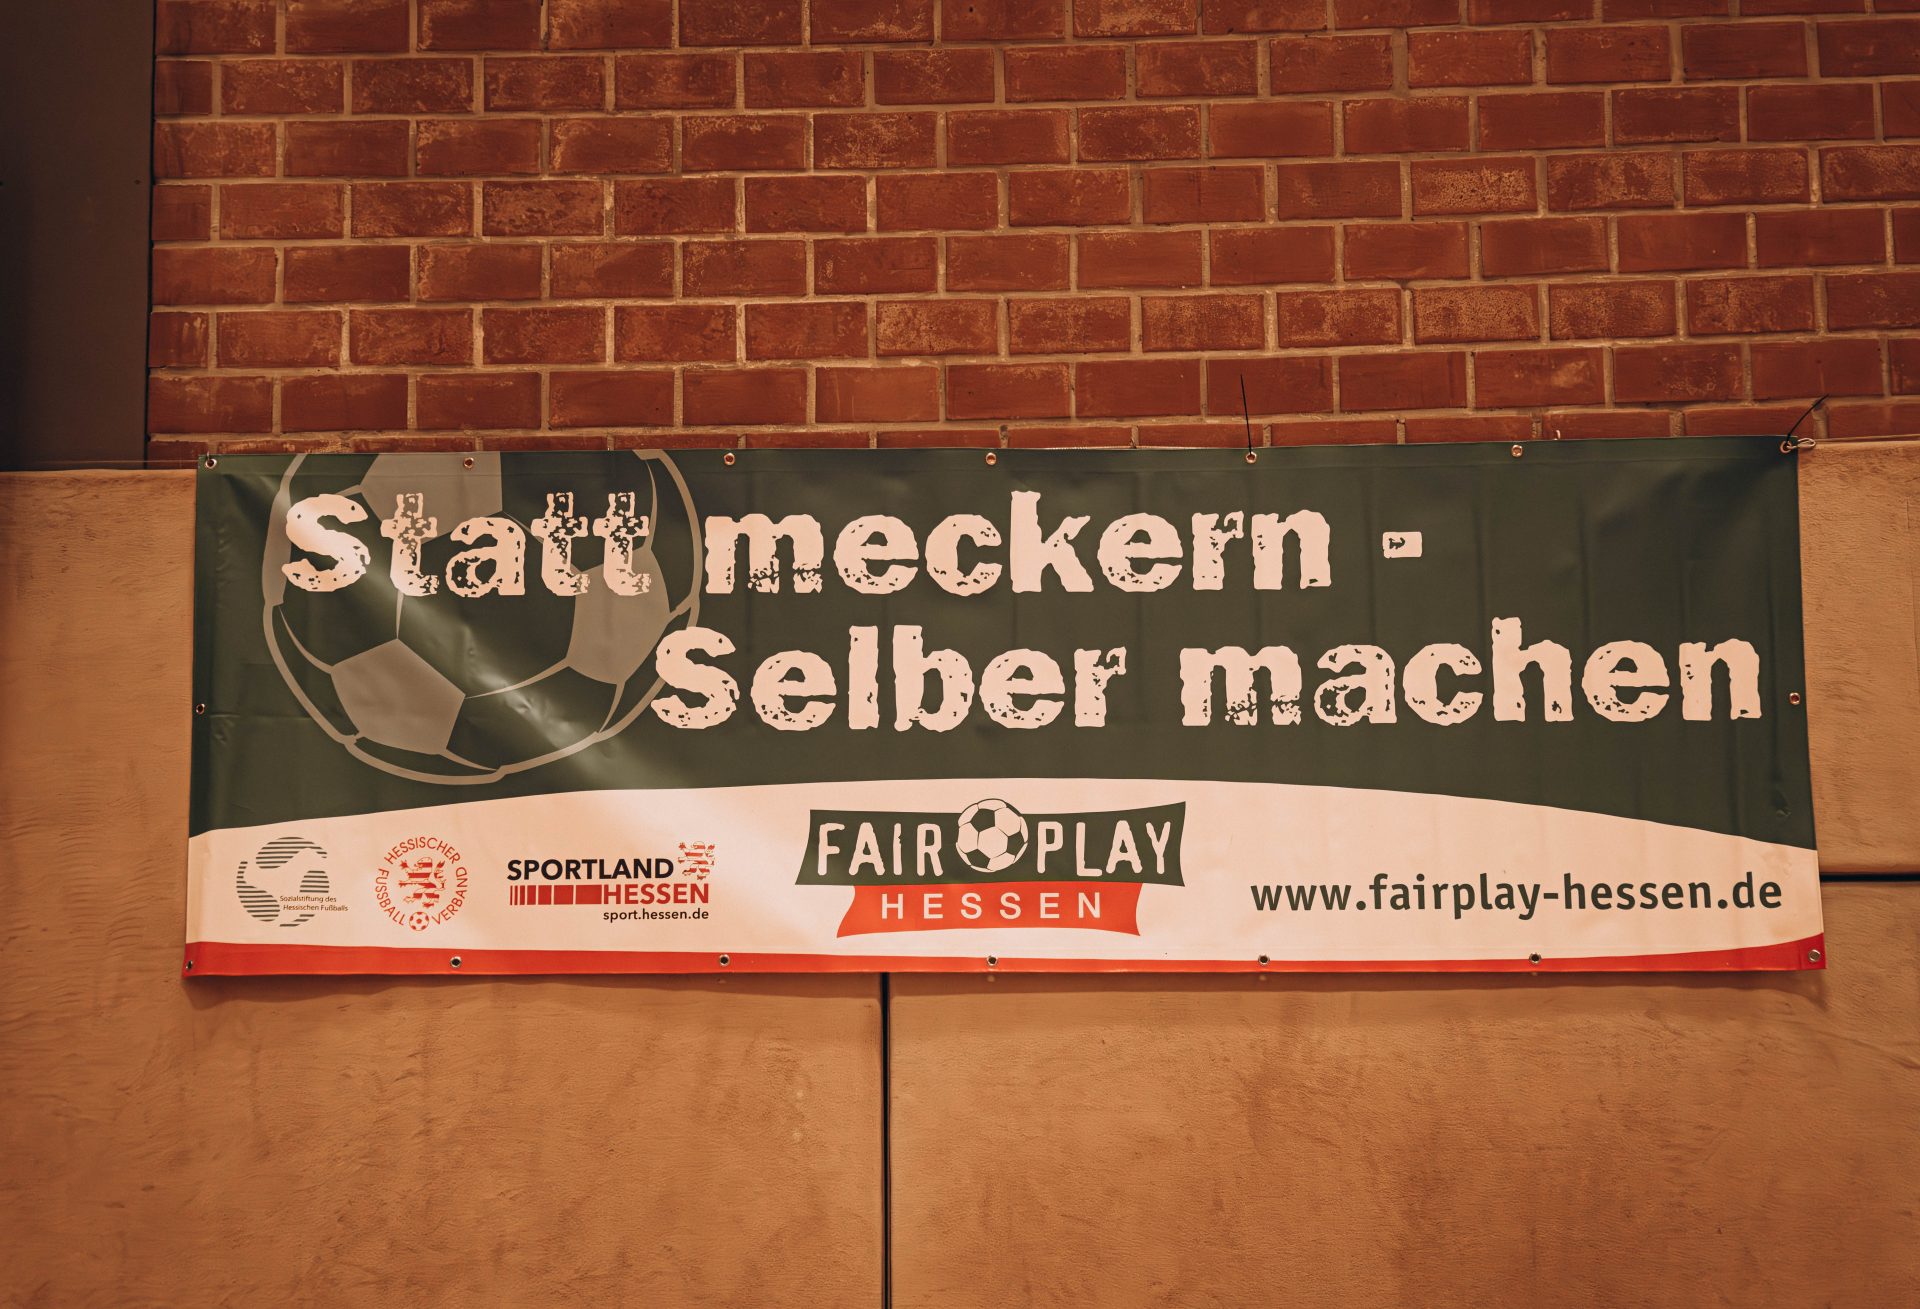 Statt meckern -
Selber machen
Sozialstiftung des
Hessischen Fußballs
HESSISCHER
FUSSBALL VERBAND
SPORTLAND
HESSEN
sport.hessen.de
FAIR PLAY
HESSEN
www.fairplay-hessen.de